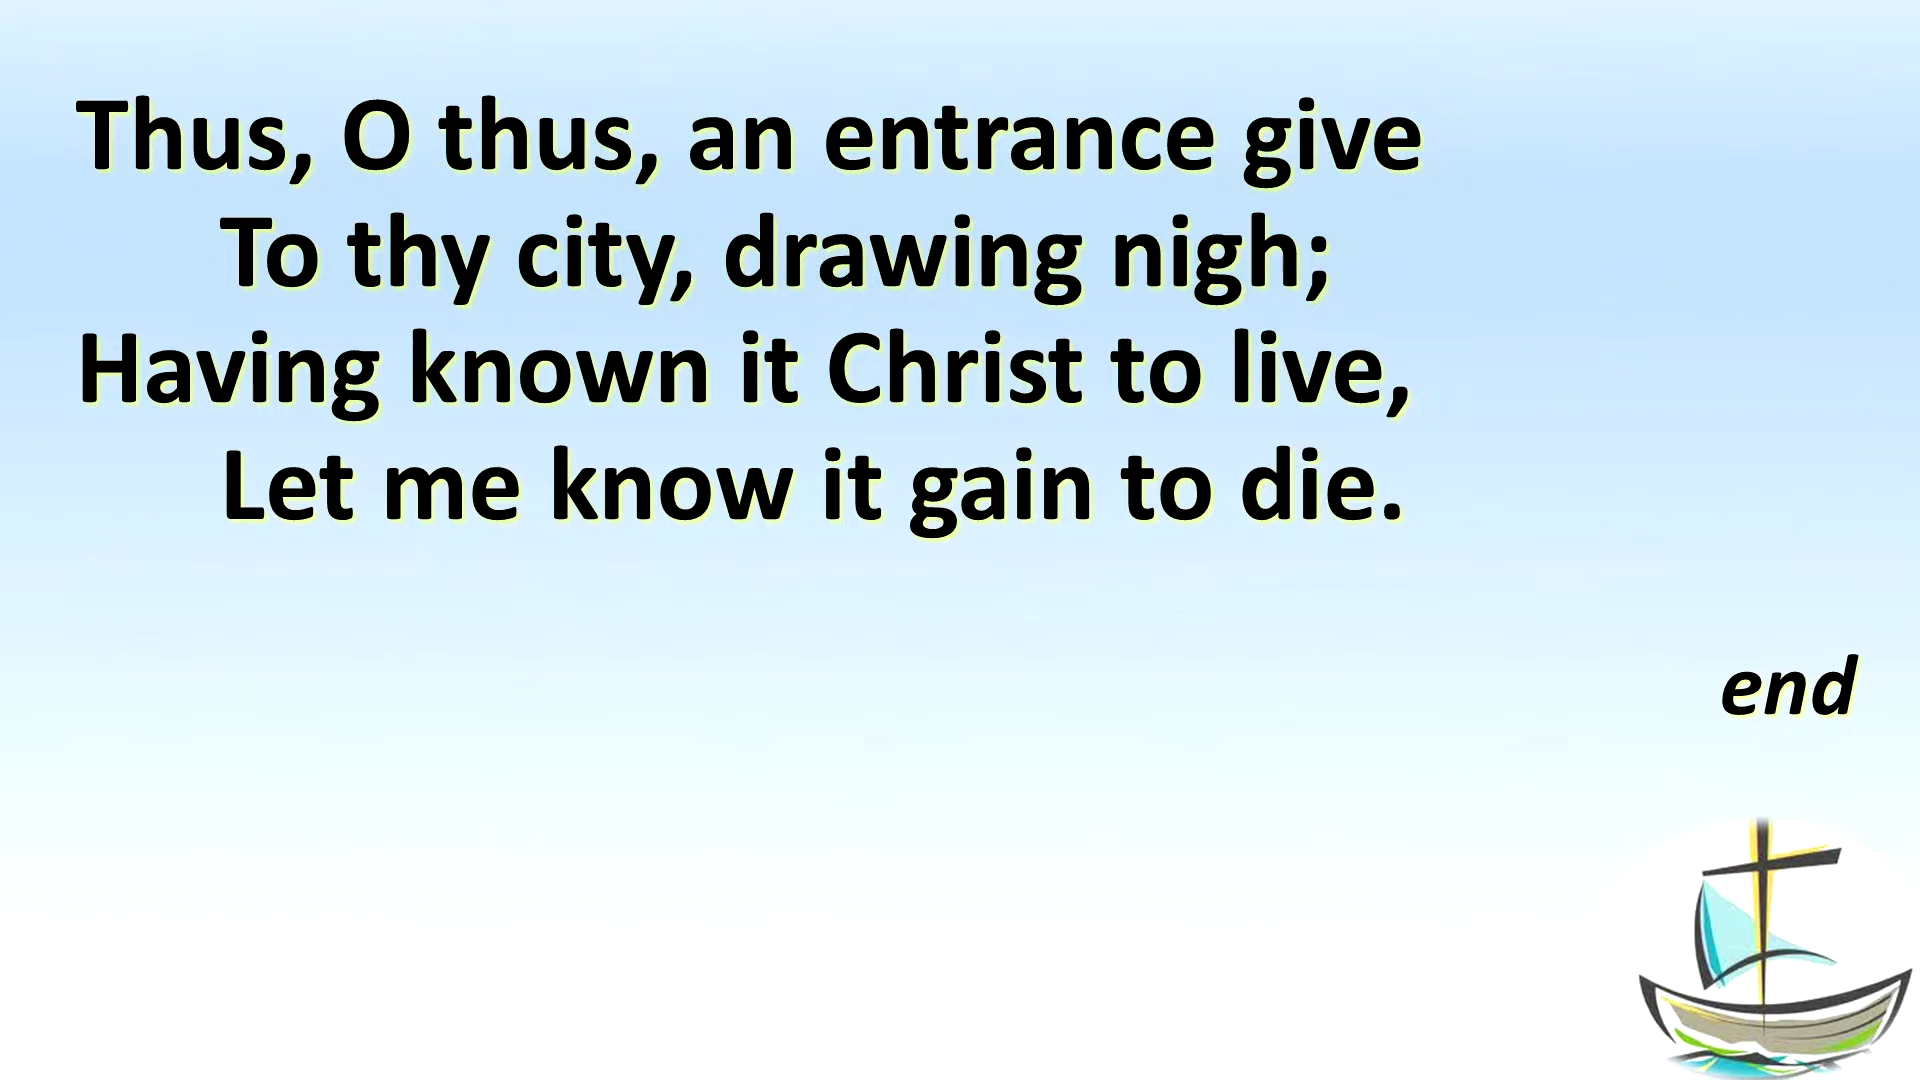 Thus, O thus, an entrance give
To thy city, drawing nigh;
Having known it Christ to live,
Let me know it gain to die.
end